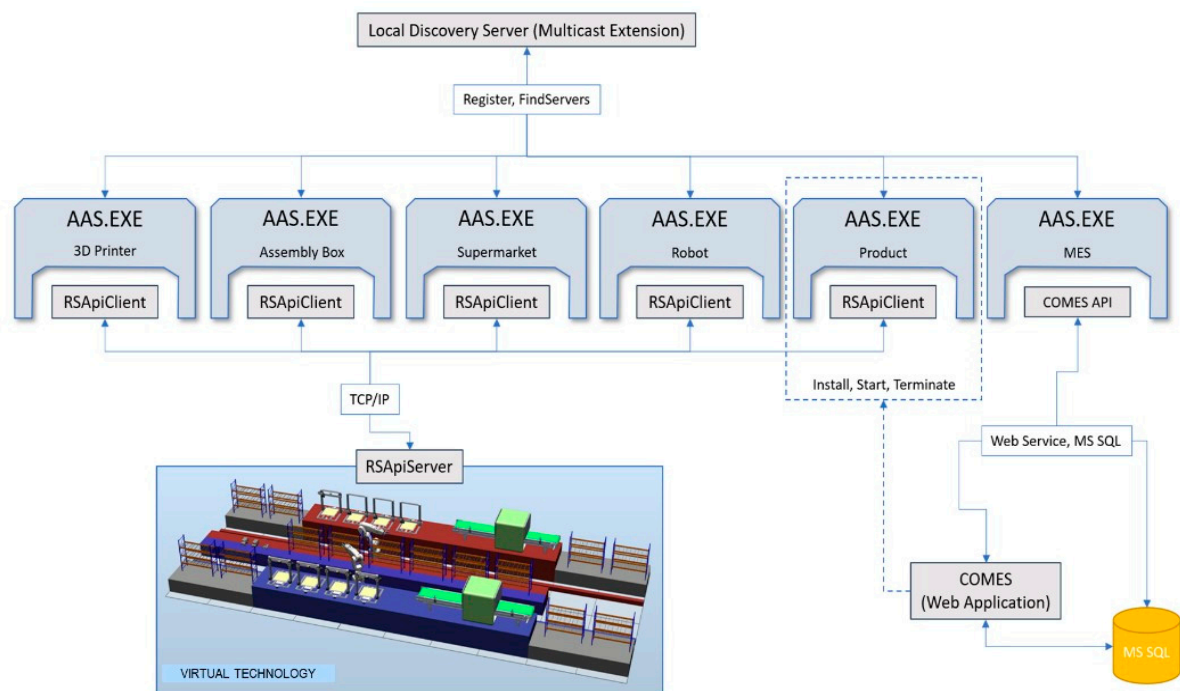 Local Discovery Server (Multicast Extension)
Register, FindServers
AAS.EXE
3D Printer
RSApiClient
AAS.EXE
Assembly Box
RSApiClient
AAS.EXE
Supermarket
RSApiClient
AAS.EXE
Robot
RSApiClient
AAS.EXE
Product
RSApiClient
AAS.EXE
MES
COMES API
Install, Start, Terminate
TCP/IP
Web Service, MS SQL
RSApiServer
COMES
(Web Application)
MS SQL
VIRTUAL TECHNOLOGY